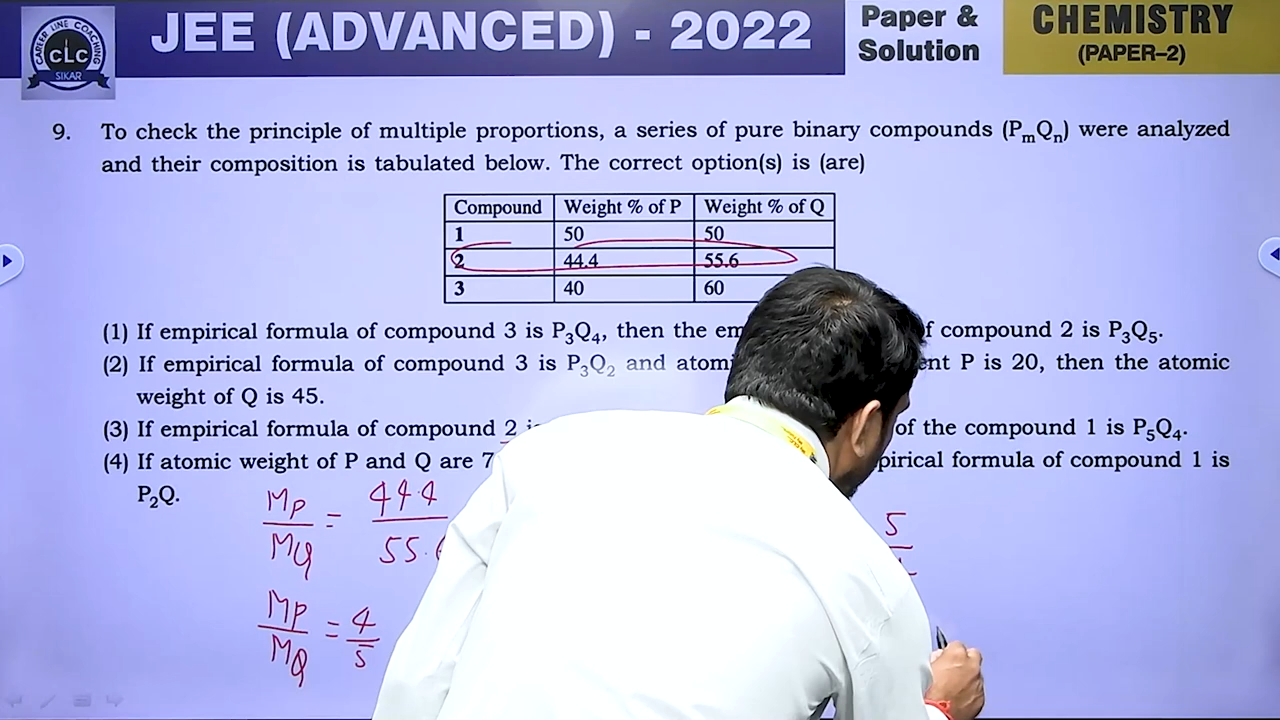 CAREER LINE COACHING
CLC
SIKAR
JEE (ADVANCED) - 2022
Paper &
Solution
CHEMISTRY
(PAPER–2)
9. To check the principle of multiple proportions, a series of pure binary compounds (PₘQₙ) were analyzed
and their composition is tabulated below. The correct option(s) is (are)
Compound Weight % of P Weight % of Q
1 50 50
2 44.4 55.6
3 40 60
(1) If empirical formula of compound 3 is P₃Q₄, then the em f compound 2 is P₃Q₅.
(2) If empirical formula of compound 3 is P₃Q₂ and atomi nt P is 20, then the atomic
weight of Q is 45.
(3) If empirical formula of compound 2 i of the compound 1 is P₅Q₄.
(4) If atomic weight of P and Q are 7 pirical formula of compound 1 is
P₂Q.
MP/MQ = 44.4/55.
5
MP/MQ = 4/5